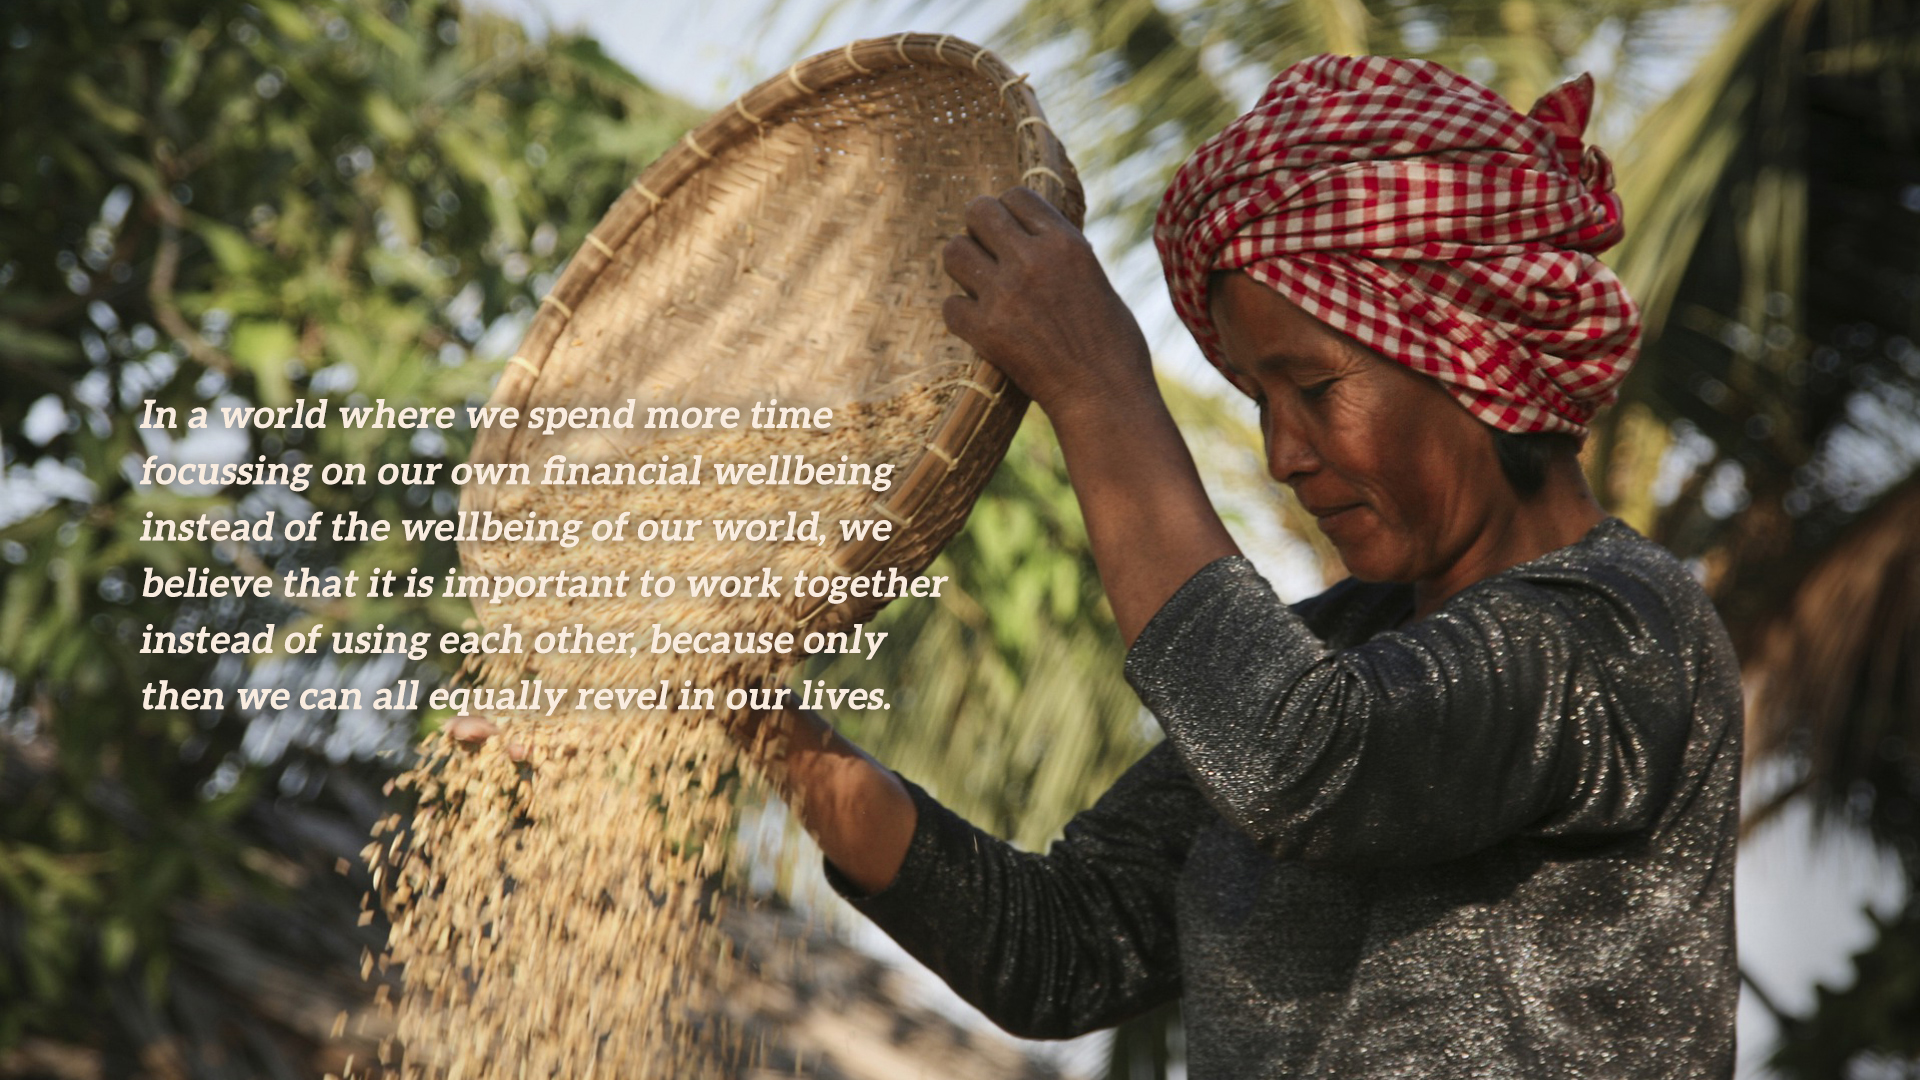 In a world where we spend more time
focussing on our own financial wellbeing
instead of the wellbeing of our world, we
believe that it is important to work together
instead of using each other, because only
then we can all equally revel in our lives.